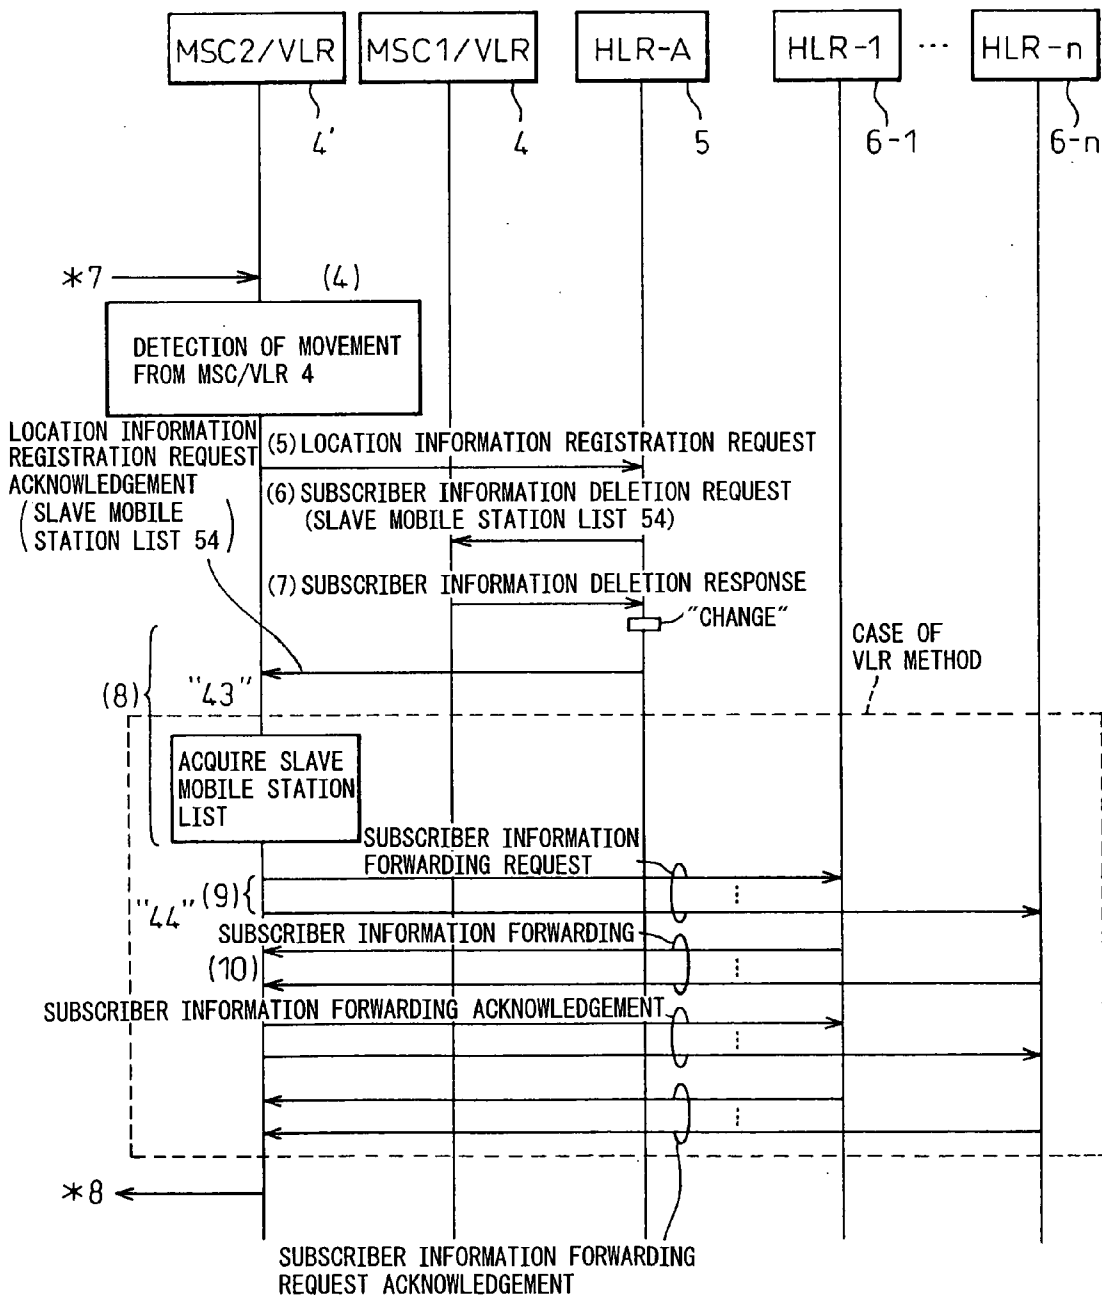 MSC2/VLR
MSC1/VLR
HLR-A
HLR-1
...
HLR-n
4'
4
5
6-1
6-n
*7
(4)
DETECTION OF MOVEMENT
FROM MSC/VLR 4
LOCATION INFORMATION
REGISTRATION REQUEST
ACKNOWLEDGEMENT
(SLAVE MOBILE
STATION LIST 54)
(5) LOCATION INFORMATION REGISTRATION REQUEST
(6) SUBSCRIBER INFORMATION DELETION REQUEST
(SLAVE MOBILE STATION LIST 54)
(7) SUBSCRIBER INFORMATION DELETION RESPONSE
"CHANGE"
CASE OF
VLR METHOD
(8)
"43"
ACQUIRE SLAVE
MOBILE STATION
LIST
SUBSCRIBER INFORMATION
FORWARDING REQUEST
"44" (9)
SUBSCRIBER INFORMATION FORWARDING
(10)
SUBSCRIBER INFORMATION FORWARDING ACKNOWLEDGEMENT
*8
SUBSCRIBER INFORMATION FORWARDING
REQUEST ACKNOWLEDGEMENT